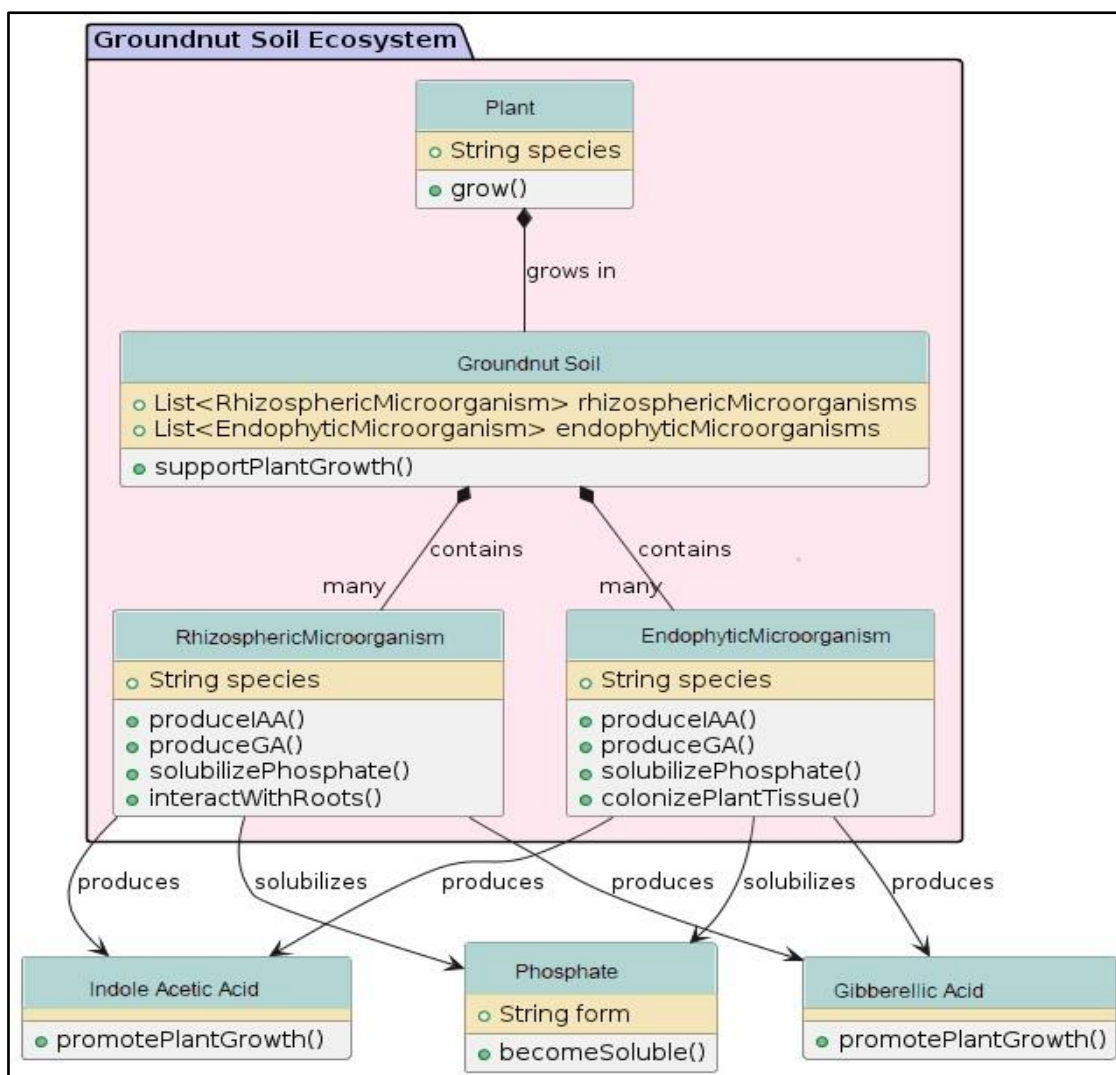 Groundnut Soil Ecosystem
Plant
String species
grow()
grows in
Groundnut Soil
List<RhizosphericMicroorganism> rhizosphericMicroorganisms
List<EndophyticMicroorganism> endophyticMicroorganisms
supportPlantGrowth()
contains
contains
many
many
RhizosphericMicroorganism
String species
produceIAA()
produceGA()
solubilizePhosphate()
interactWithRoots()
EndophyticMicroorganism
String species
produceIAA()
produceGA()
solubilizePhosphate()
colonizePlantTissue()
produces
solubilizes
produces
produces
solubilizes
produces
Indole Acetic Acid
promotePlantGrowth()
Phosphate
String form
becomeSoluble()
Gibberellic Acid
promotePlantGrowth()